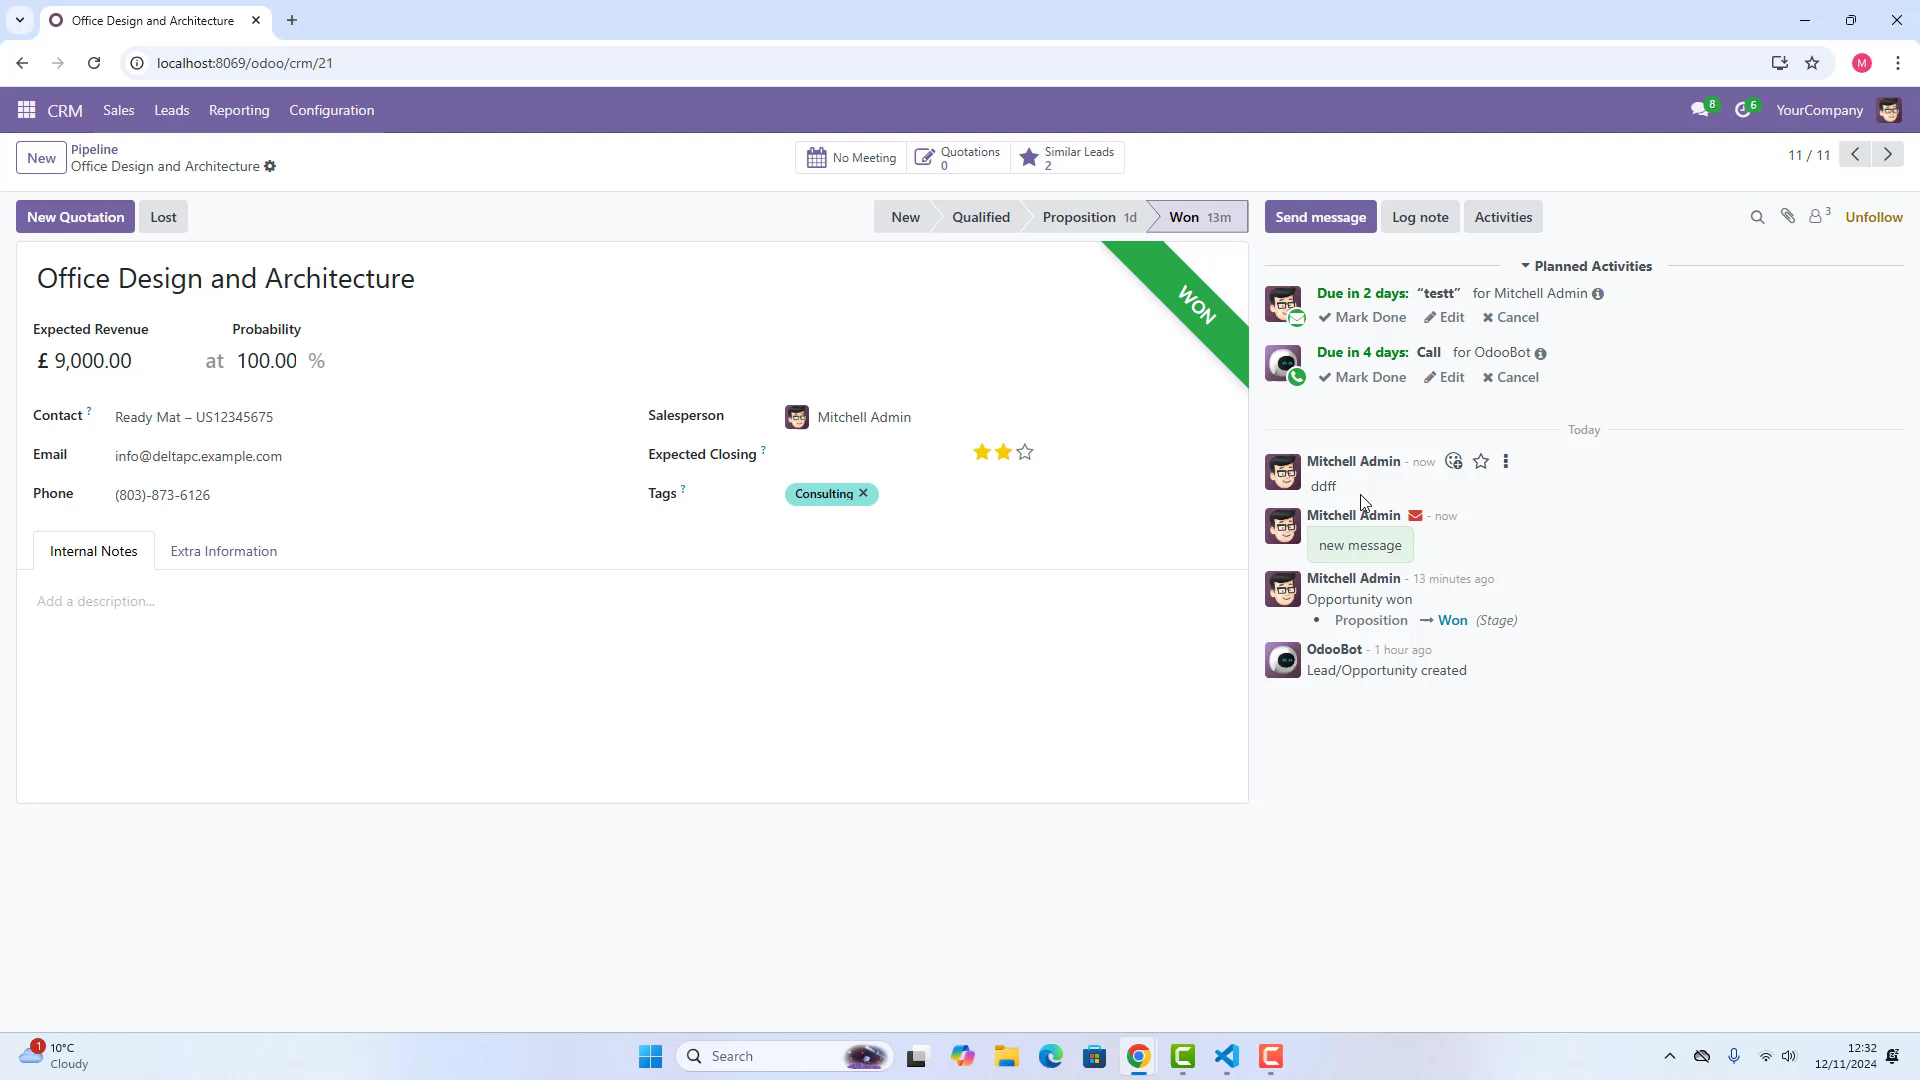 Office Design and Architecture
localhost:8069/odoo/crm/21
M
CRM Sales Leads Reporting Configuration
8 6 YourCompany
New
Pipeline
Office Design and Architecture
No Meeting
Quotations
0
Similar Leads
2
11 / 11
New Quotation Lost
New Qualified Proposition 1d Won 13m
Send message Log note Activities
3 Unfollow
Office Design and Architecture
WON
Expected Revenue Probability
£ 9,000.00 at 100.00 %
Contact ? Ready Mat – US12345675
Email info@deltapc.example.com
Phone (803)-873-6126
Salesperson Mitchell Admin
Expected Closing ?
Tags ? Consulting
Internal Notes Extra Information
Add a description...
Planned Activities
Due in 2 days: “testt” for Mitchell Admin
Mark Done Edit Cancel
Due in 4 days: Call for OdooBot
Mark Done Edit Cancel
Today
Mitchell Admin - now
ddff
Mitchell Admin - now
new message
Mitchell Admin - 13 minutes ago
Opportunity won
• Proposition → Won (Stage)
OdooBot - 1 hour ago
Lead/Opportunity created
1
10°C
Cloudy
Search
12:32
12/11/2024